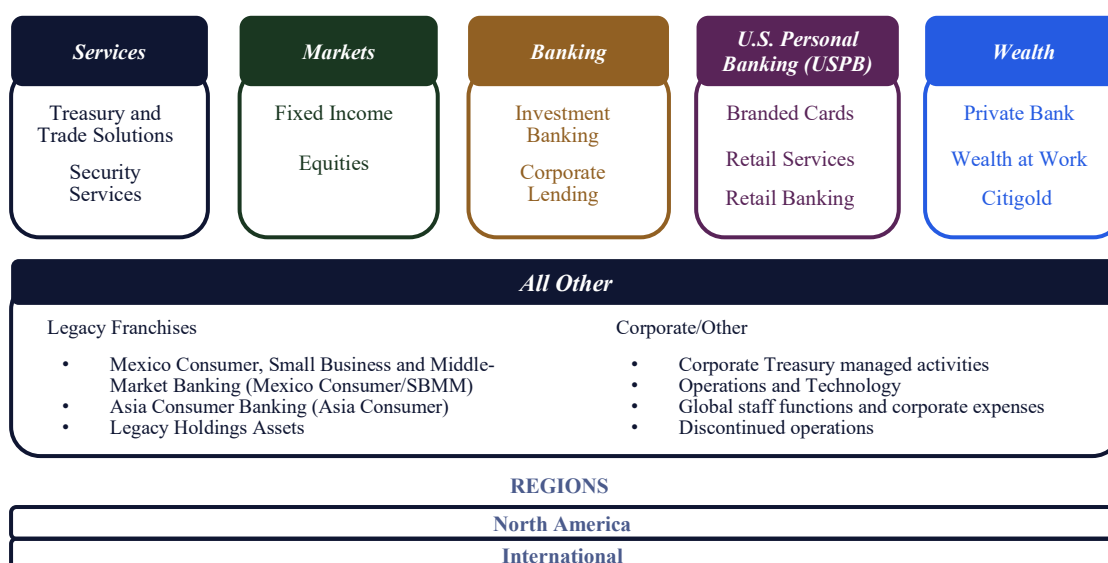 Services
Treasury and
Trade Solutions
Security
Services
Markets
Fixed Income
Equities
Banking
Investment
Banking
Corporate
Lending
U.S. Personal
Banking (USPB)
Branded Cards
Retail Services
Retail Banking
Wealth
Private Bank
Wealth at Work
Citigold
All Other
Legacy Franchises
• Mexico Consumer, Small Business and Middle-
Market Banking (Mexico Consumer/SBMM)
• Asia Consumer Banking (Asia Consumer)
• Legacy Holdings Assets
Corporate/Other
• Corporate Treasury managed activities
• Operations and Technology
• Global staff functions and corporate expenses
• Discontinued operations
REGIONS
North America
International